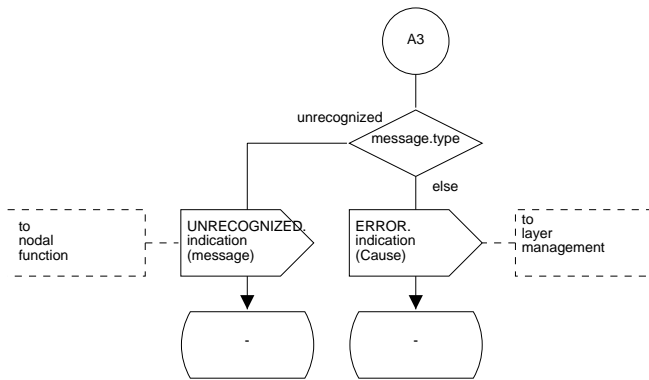 A3
unrecognized
message.type
else
to
nodal
function
UNRECOGNIZED.
indication
(message)
ERROR.
indication
(Cause)
to
layer
management
-
-